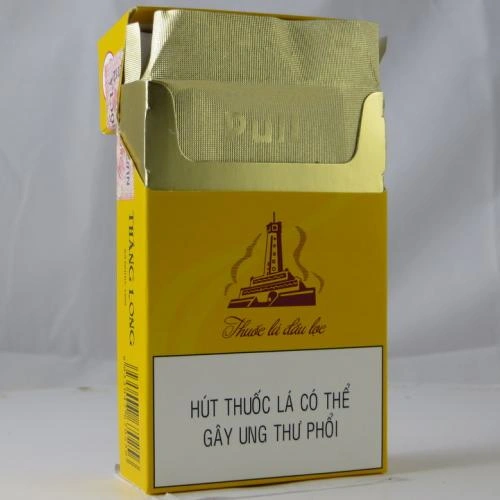 THANG LONG
Thuốc lá đầu lọc
HÚT THUỐC LÁ CÓ THỂ
GÂY UNG THƯ PHỔI